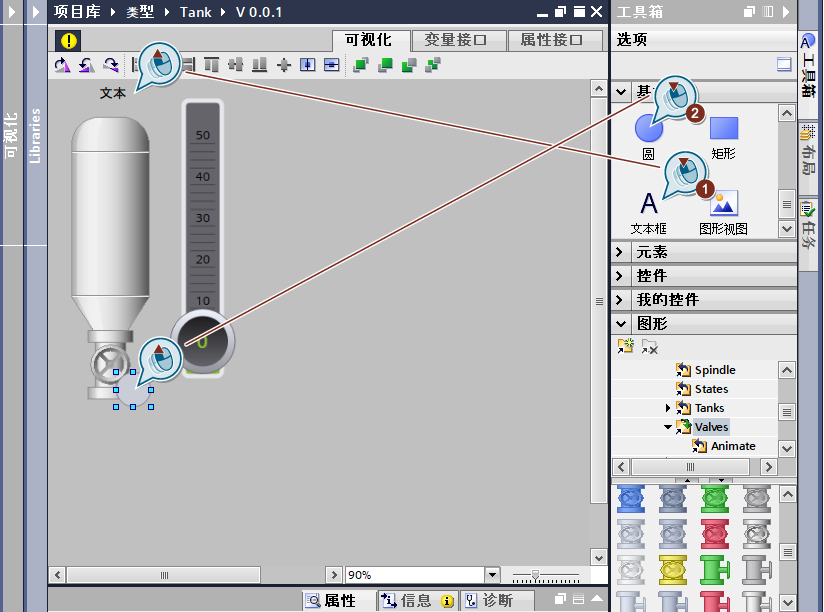 项目库 类型 Tank V 0.0.1
可视化 变量接口 属性接口
可视化
Libraries
文本
50
40
30
20
10
0
90%
属性 信息 诊断
工具箱
选项
2
圆 矩形
1
A
文本框 图形视图
元素
控件
我的控件
图形
Spindle
States
Tanks
Valves
Animate
工具箱
布局
任务